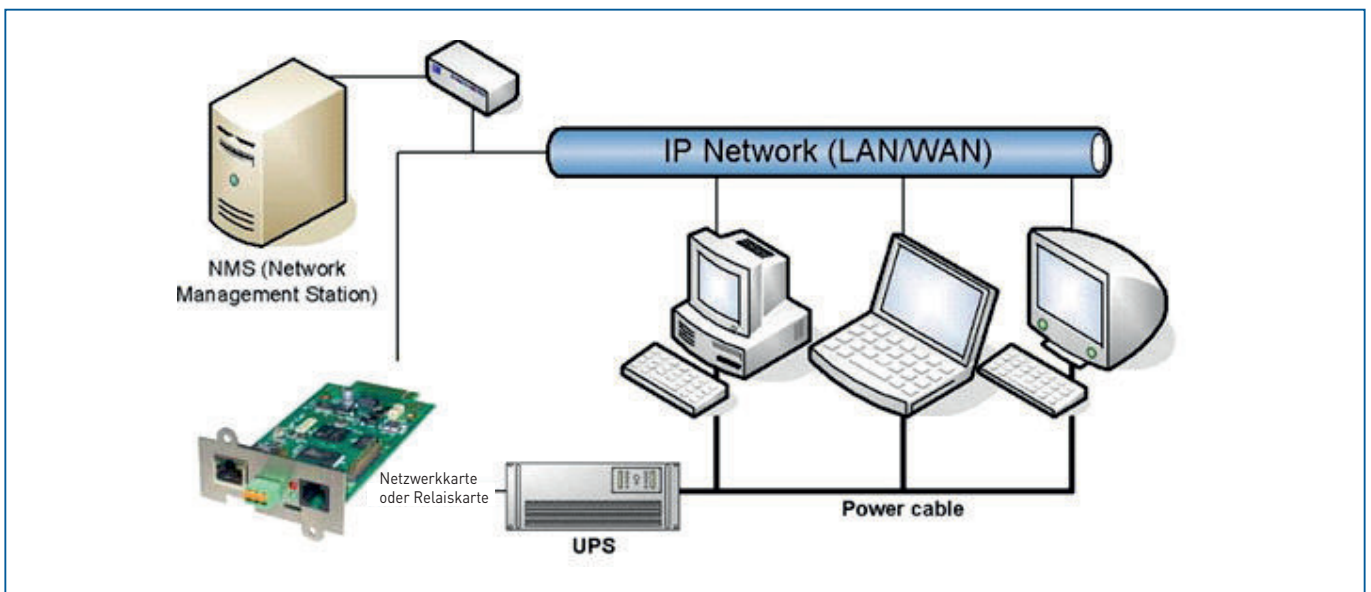 IP Network (LAN/WAN)
NMS (Network
Management Station)
Netzwerkkarte
oder Relaiskarte
Power cable
UPS